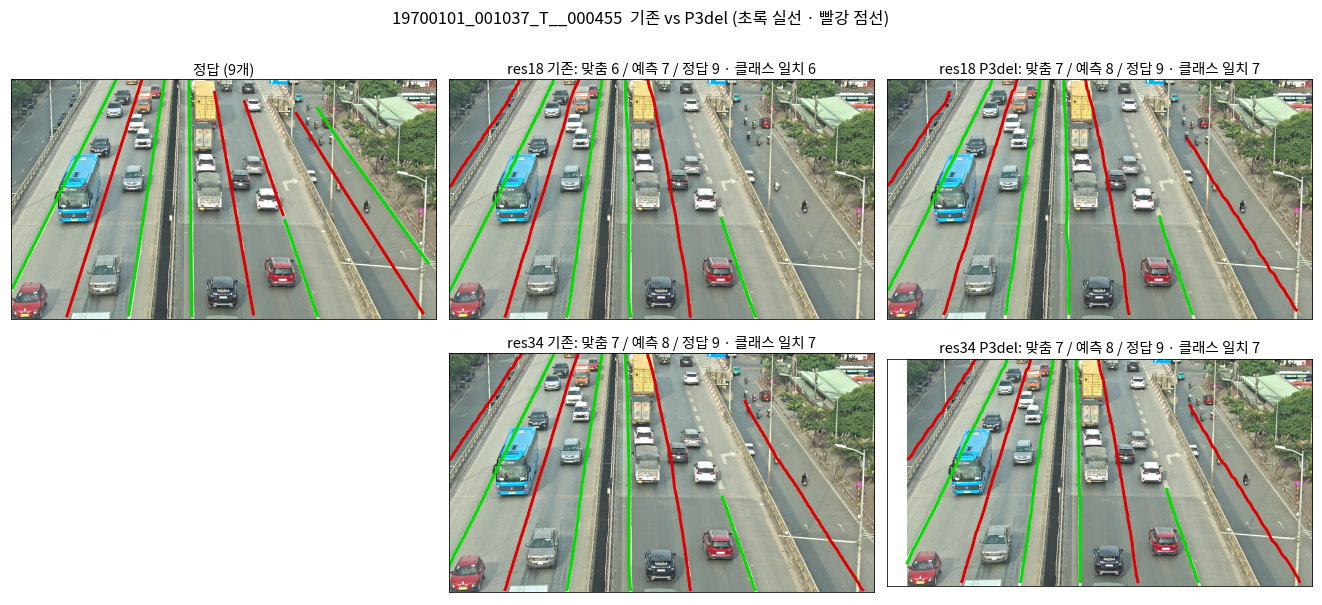 19700101_001037_T__000455  기존 vs P3del (초록 실선 · 빨강 점선)
정답 (9개)
res18 기존: 맞춤 6 / 예측 7 / 정답 9 · 클래스 일치 6
res18 P3del: 맞춤 7 / 예측 8 / 정답 9 · 클래스 일치 7
res34 기존: 맞춤 7 / 예측 8 / 정답 9 · 클래스 일치 7
res34 P3del: 맞춤 7 / 예측 8 / 정답 9 · 클래스 일치 7